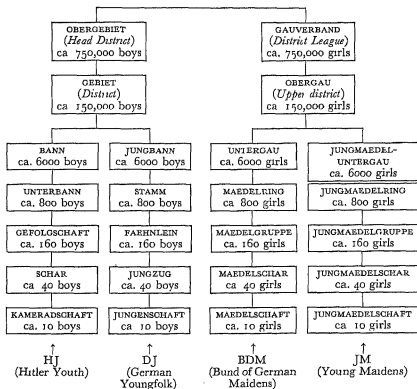 OBERGEBIET
(Head District)
ca 750,000 boys
GAUVERBAND
(District League)
ca. 750,000 girls
GEBIET
(District)
ca 150,000 boys
OBERGAU
(Upper district)
ca 150,000 girls
BANN
ca. 6000 boys
JUNGBANN
ca 6000 boys
UNTERGAU
ca. 6000 girls
JUNGMAEDEL-
UNTERGAU
ca. 6000 girls
UNTERBANN
ca. 800 boys
STAMM
ca. 800 boys
MAEDELRING
ca 800 girls
JUNGMAEDELRING
ca. 800 girls
GEFOLGSCHAFT
ca. 160 boys
FAEHNLEIN
ca. 160 boys
MAEDELGRUPPE
ca. 160 girls
JUNGMAEDELGRUPPE
ca. 160 girls
SCHAR
ca 40 boys
JUNGZUG
ca. 40 boys
MAEDELSCHAR
ca 40 girls
JUNGMAEDELSCHAR
ca. 40 girls
KAMERADSCHAFT
ca. 10 boys
JUNGENSCHAFT
ca 10 boys
MAEDELSCHAFT
ca. 10 girls
JUNGMAEDELSCHAFT
ca. 10 girls
HJ
(Hitler Youth)
DJ
(German
Youngfolk)
BDM
(Bund of German
Maidens)
JM
(Young Maidens)